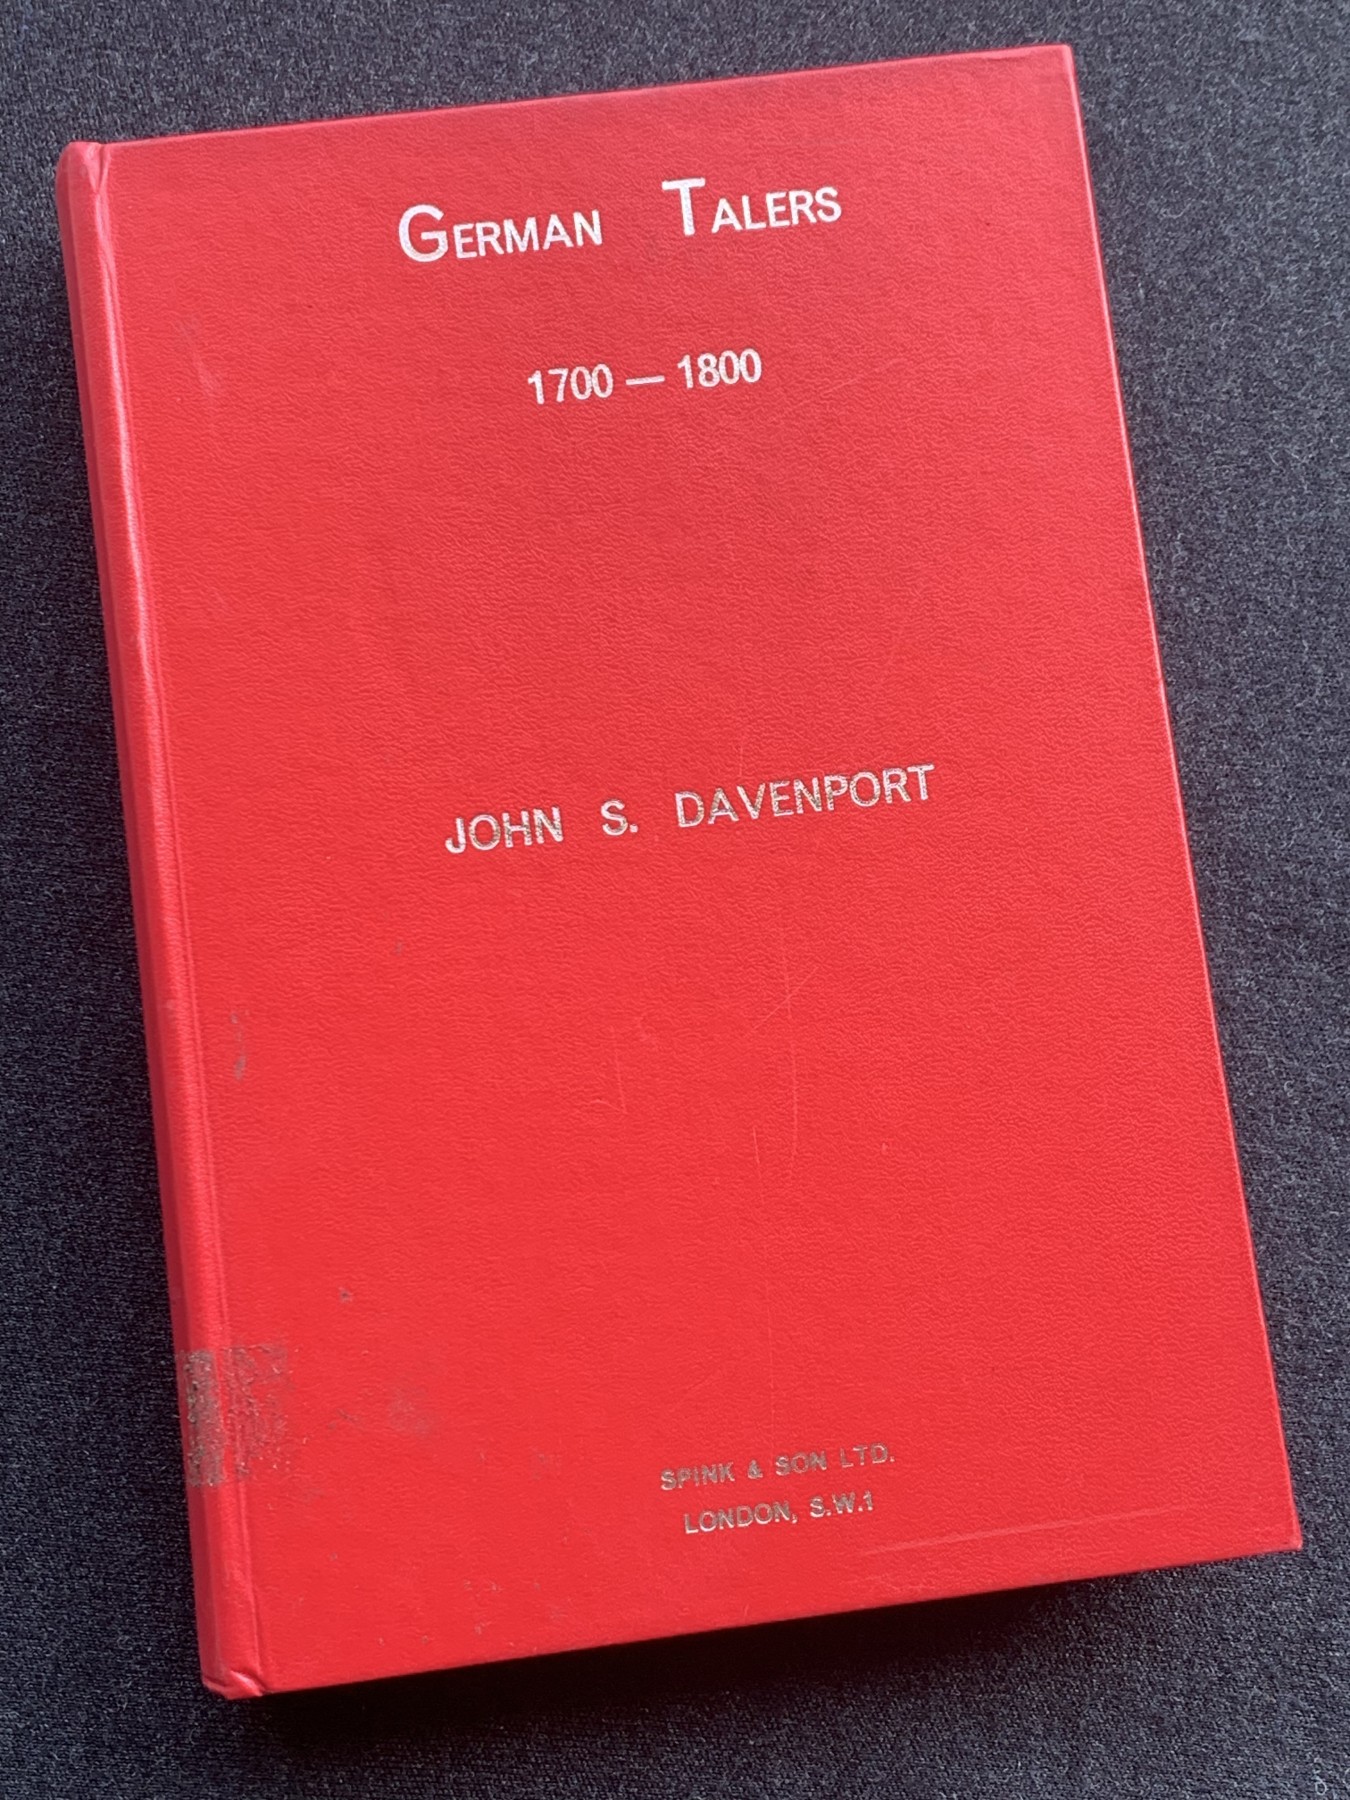 GERMAN TALERS
1700 — 1800
JOHN S. DAVENPORT
SPINK & SON LTD.
LONDON, S.W.1